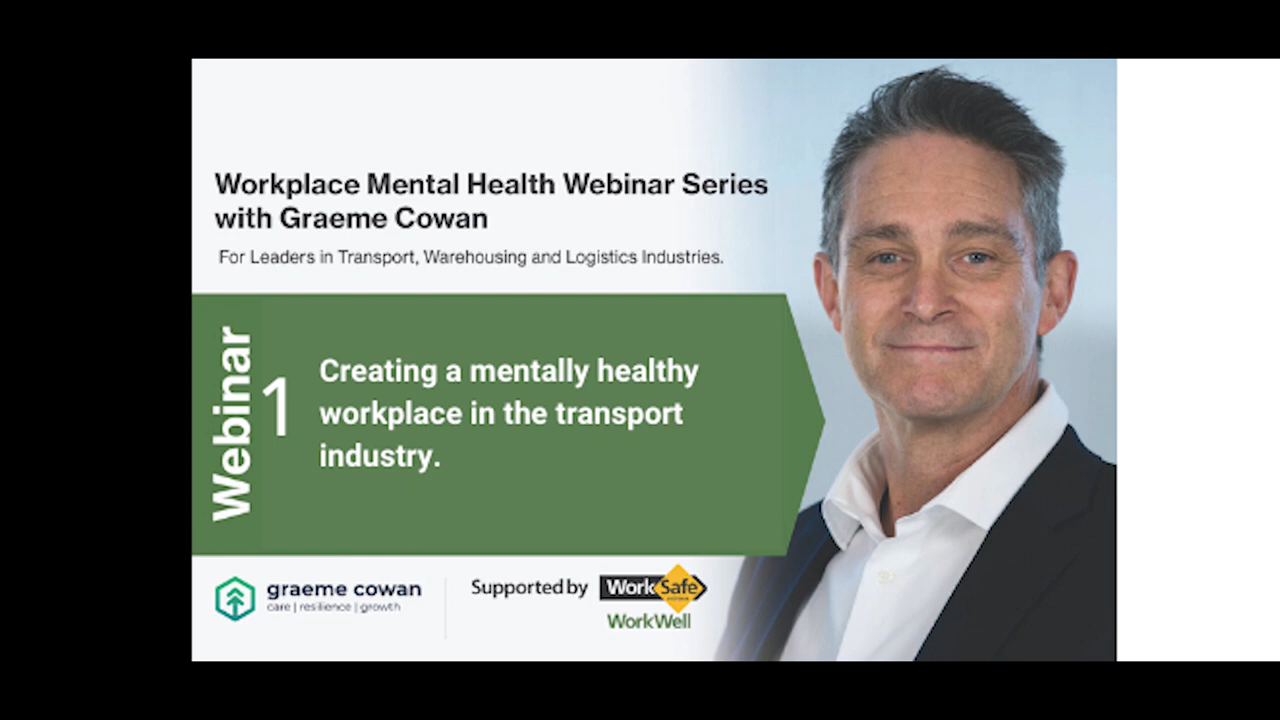 Workplace Mental Health Webinar Series
with Graeme Cowan
For Leaders in Transport, Warehousing and Logistics Industries.
Webinar 1
Creating a mentally healthy
workplace in the transport
industry.
graeme cowan
care | resilience | growth
Supported by WorkSafe
WorkWell